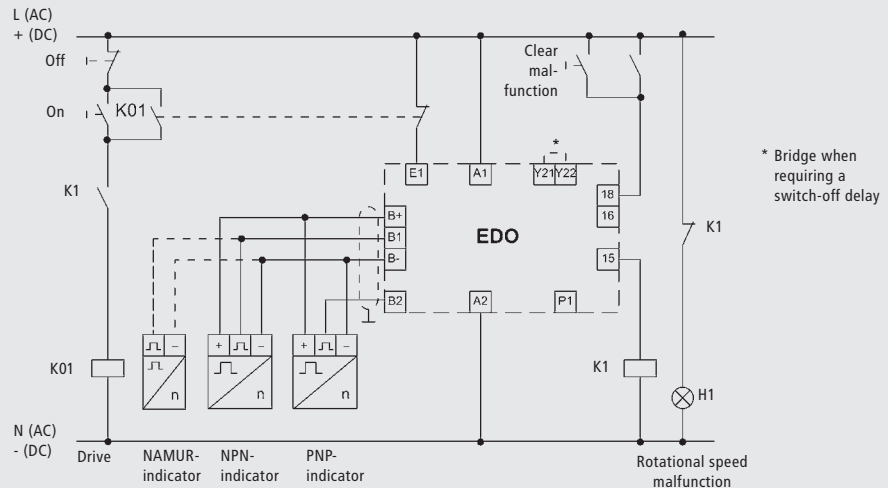 L (AC)
+ (DC)
Off
On
K01
K1
K01
N (AC)
- (DC)
Drive
NAMUR-
indicator
NPN-
indicator
PNP-
indicator
E1
A1
*
Y21
Y22
B+
B1
B-
B2
EDO
A2
P1
18
16
15
-
n
+
-
n
+
-
n
Clear
mal-
function
K1
K1
H1
Rotational speed
malfunction
* Bridge when
requiring a
switch-off delay